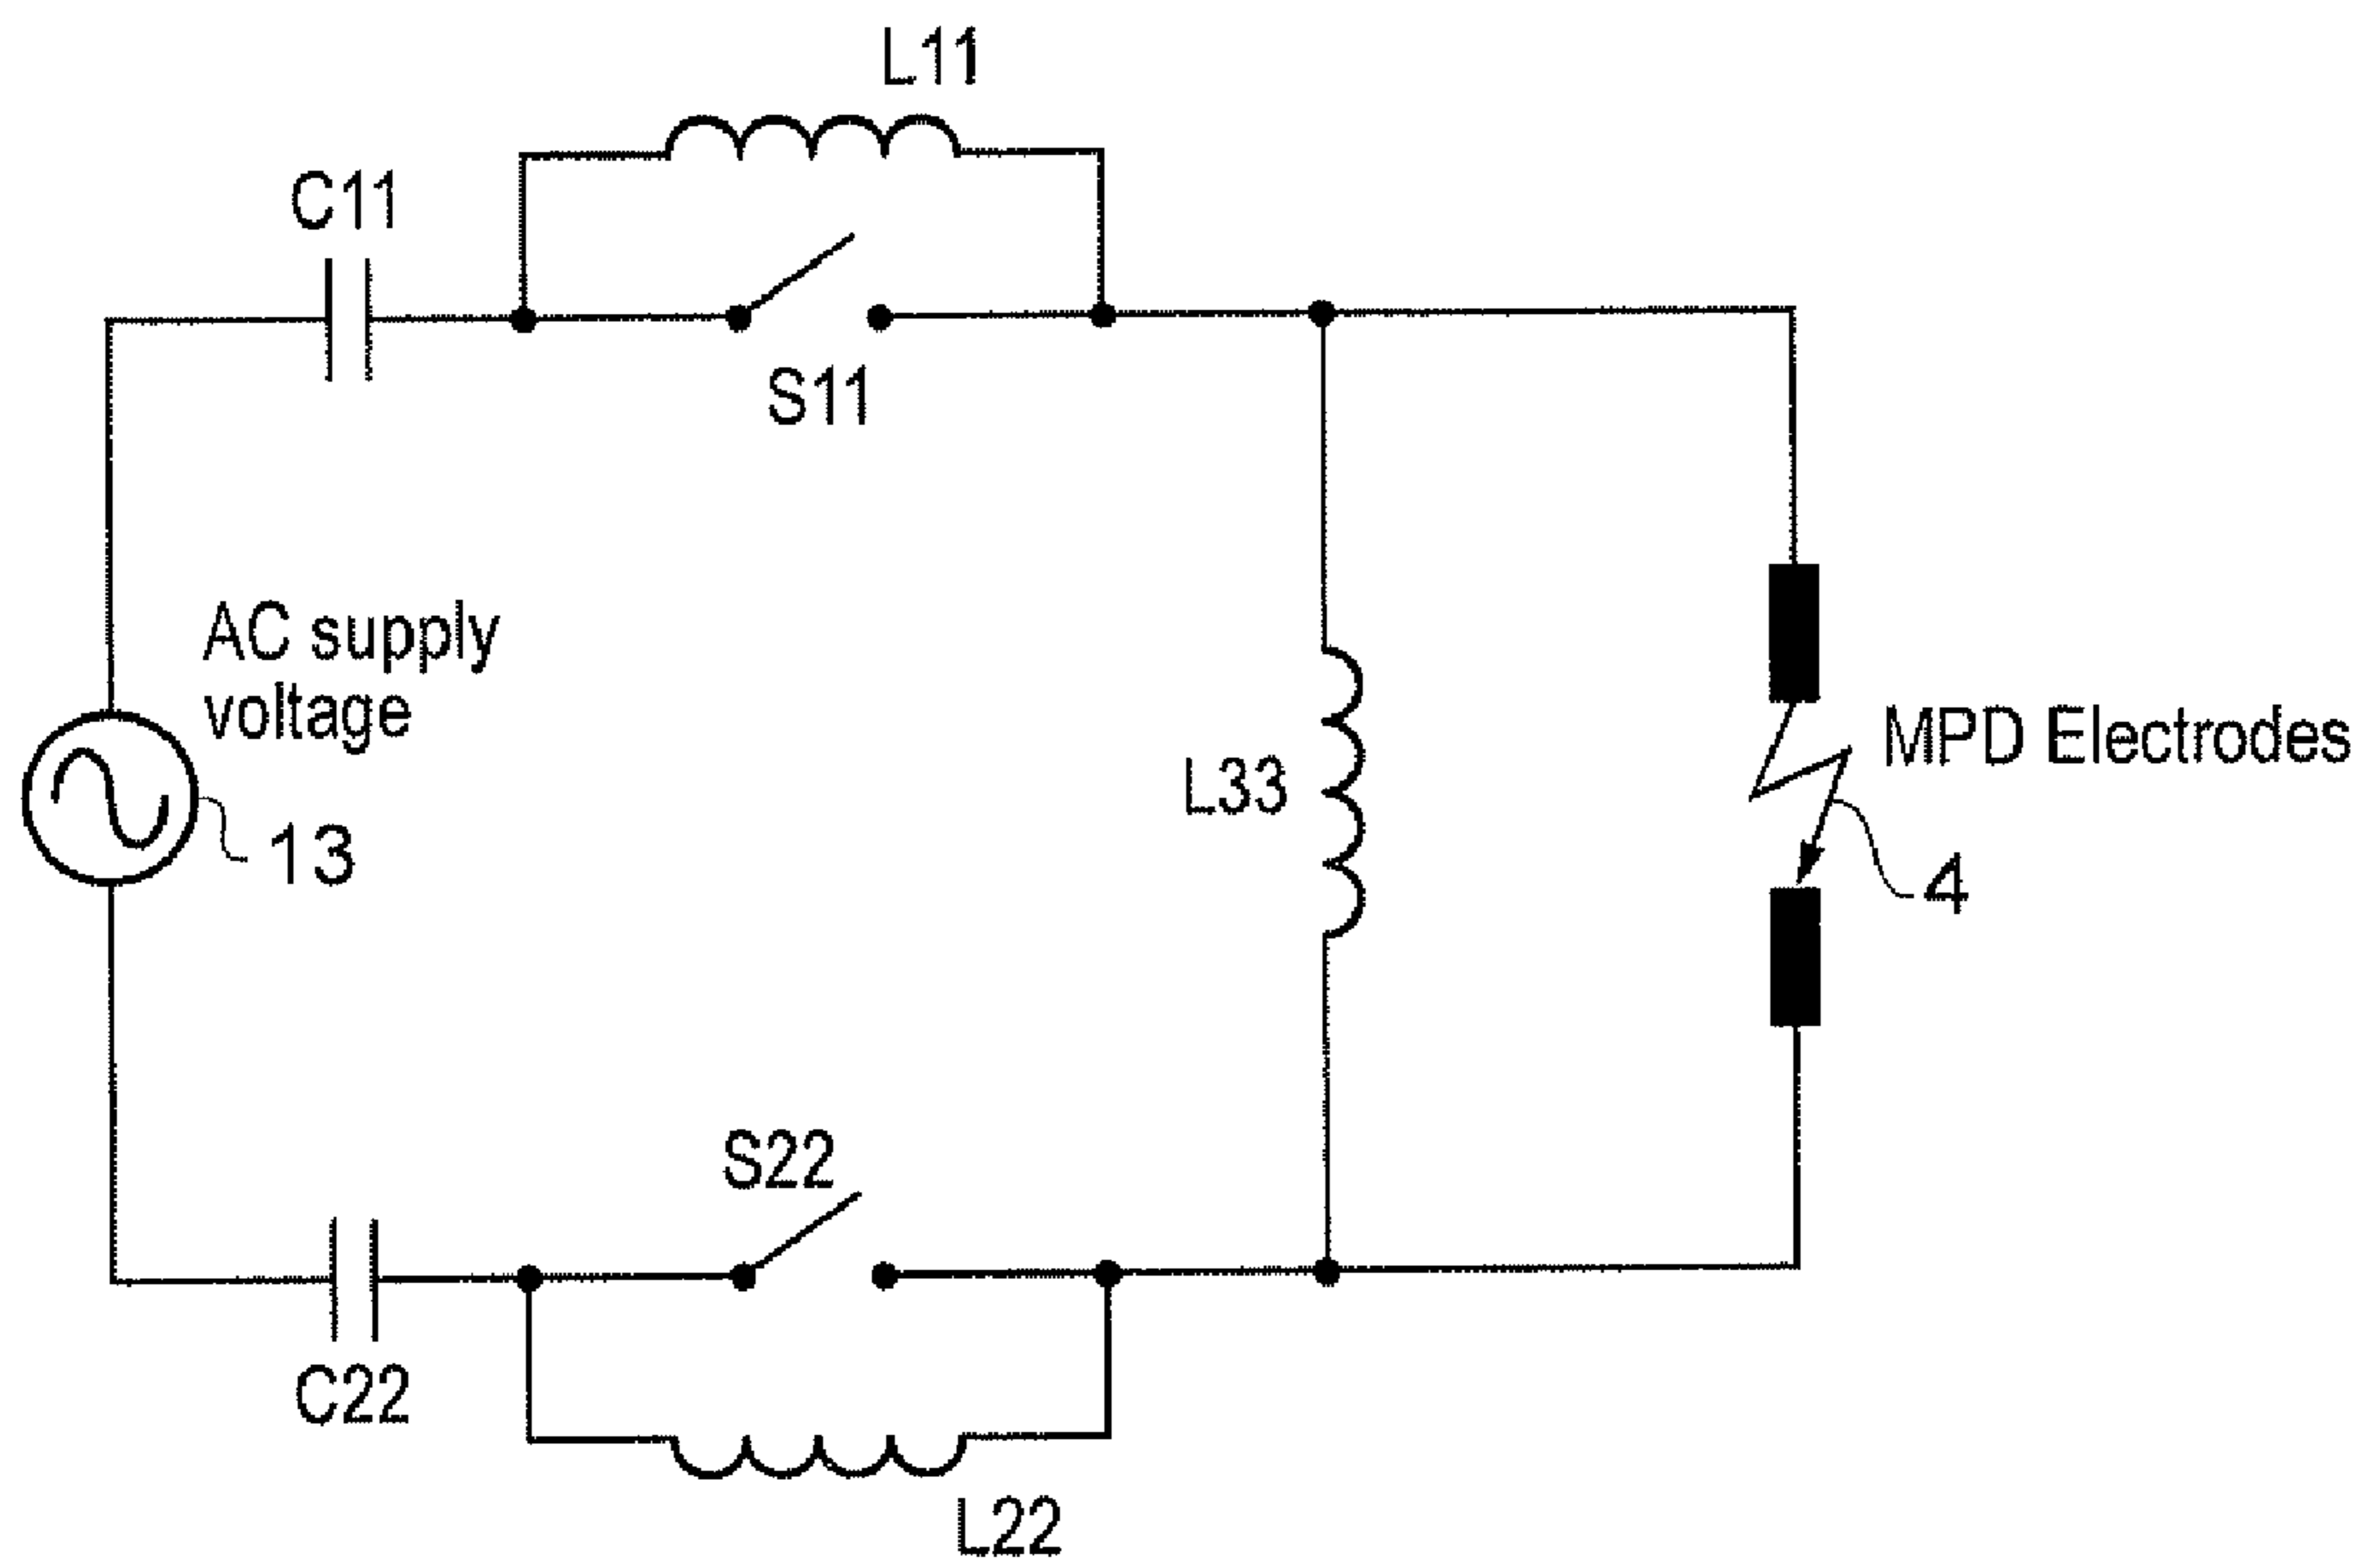 L11
C11
S11
AC supply
voltage
13
L33
MPD Electrodes
4
S22
C22
L22